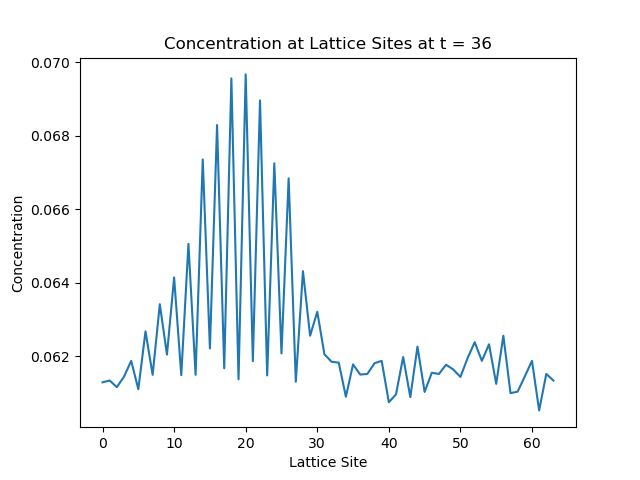 Concentration at Lattice Sites at t = 36
0.070
0.068
0.066
0.064
0.062
Concentration
0 10 20 30 40 50 60
Lattice Site